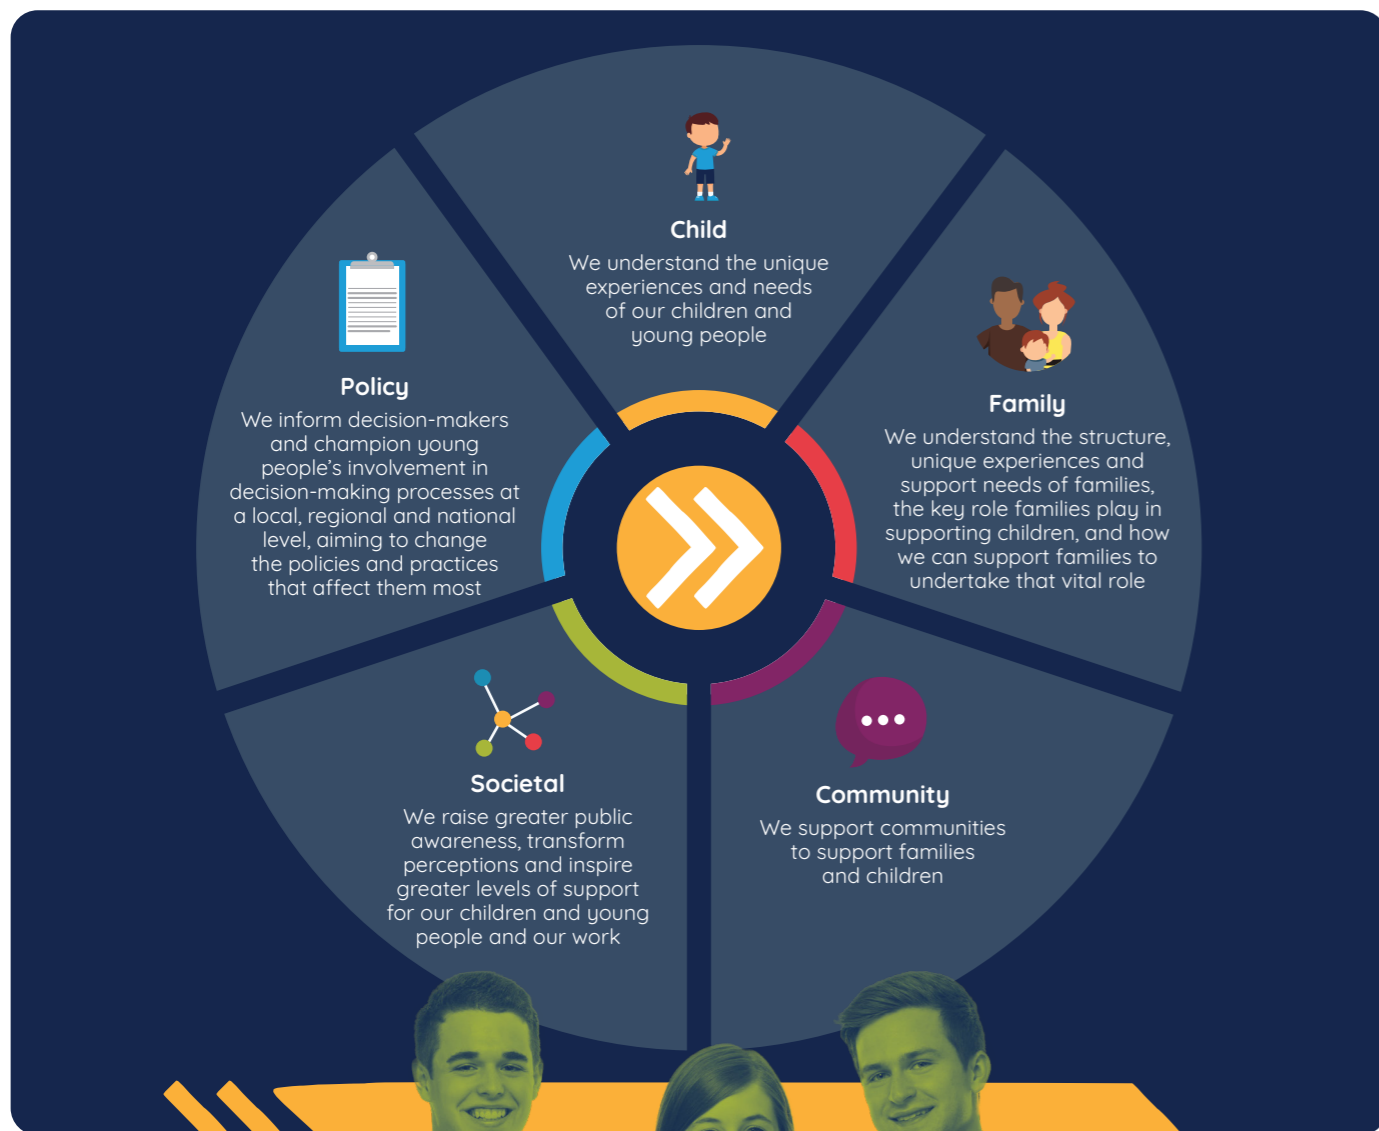 Child
We understand the unique
experiences and needs
of our children and
young people
Family
We understand the structure,
unique experiences and
support needs of families,
the key role families play in
supporting children, and how
we can support families to
undertake that vital role
Community
We support communities
to support families
and children
Societal
We raise greater public
awareness, transform
perceptions and inspire
greater levels of support
for our children and young
people and our work
Policy
We inform decision-makers
and champion young
people’s involvement in
decision-making processes at
a local, regional and national
level, aiming to change
the policies and practices
that affect them most